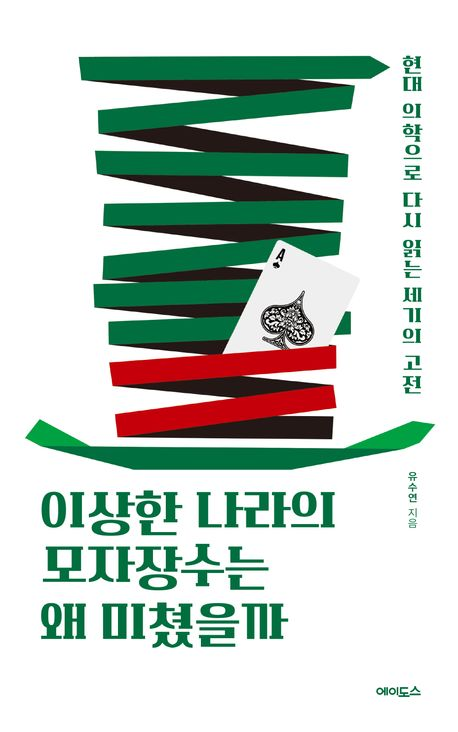 현대 의학으로 다시 읽는 세기의 고전
A
유수연 지음
이상한 나라의
모자장수는
왜 미쳤을까
에이도스